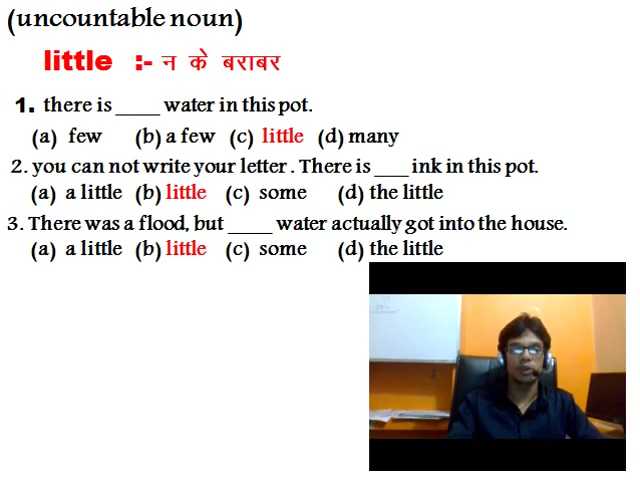 (uncountable noun)
little :- न के बराबर
1. there is ____ water in this pot.
(a) few (b) a few (c) little (d) many
2. you can not write your letter . There is ___ ink in this pot.
(a) a little (b) little (c) some (d) the little
3. There was a flood, but ____ water actually got into the house.
(a) a little (b) little (c) some (d) the little